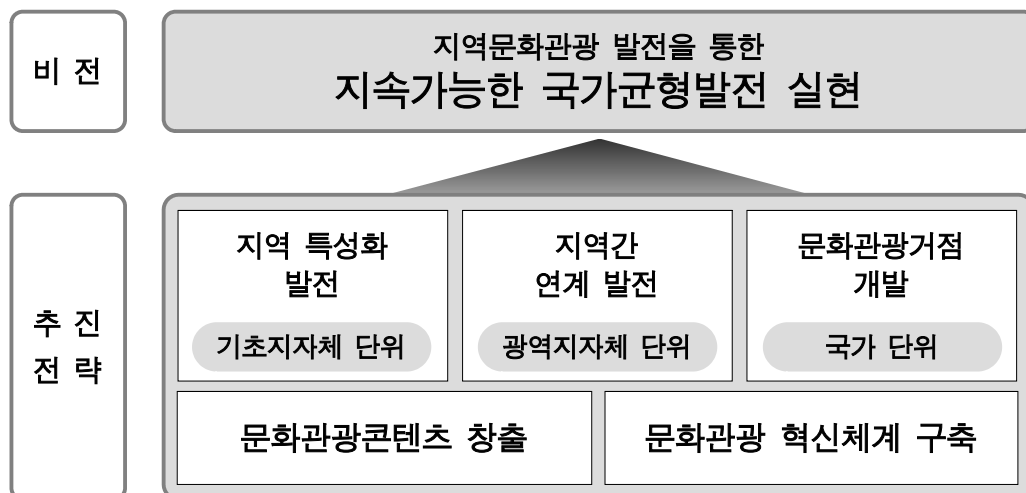 비 전
지역문화관광 발전을 통한
지속가능한 국가균형발전 실현
추 진
전 략
지역 특성화
발전
기초지자체 단위
지역간
연계 발전
광역지자체 단위
문화관광거점
개발
국가 단위
문화관광콘텐츠 창출
문화관광 혁신체계 구축